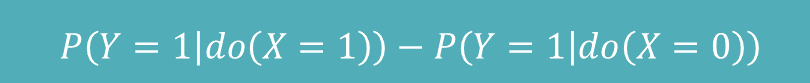 P(Y = 1|do(X = 1)) − P(Y = 1|do(X = 0))